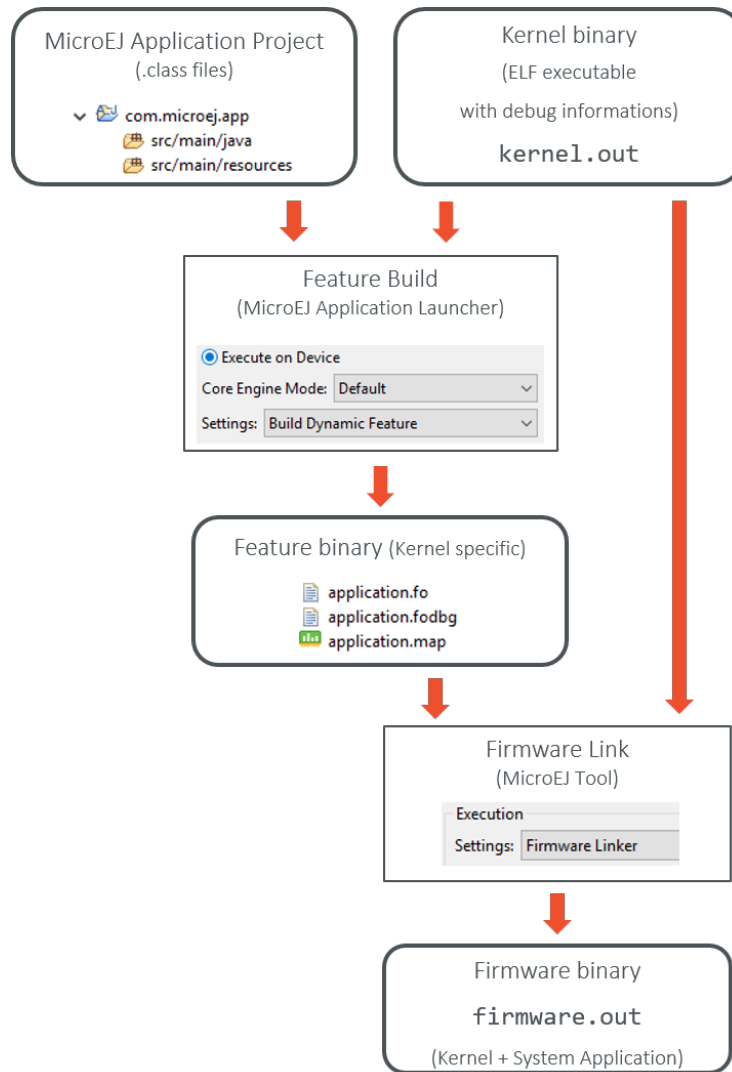 MicroEJ Application Project
(.class files)
com.microej.app
src/main/java
src/main/resources
Kernel binary
(ELF executable
with debug informations)
kernel.out
Feature Build
(MicroEJ Application Launcher)
Execute on Device
Core Engine Mode: Default
Settings: Build Dynamic Feature
Feature binary (Kernel specific)
application.fo
application.fodbg
application.map
Firmware Link
(MicroEJ Tool)
Execution
Settings: Firmware Linker
Firmware binary
firmware.out
(Kernel + System Application)